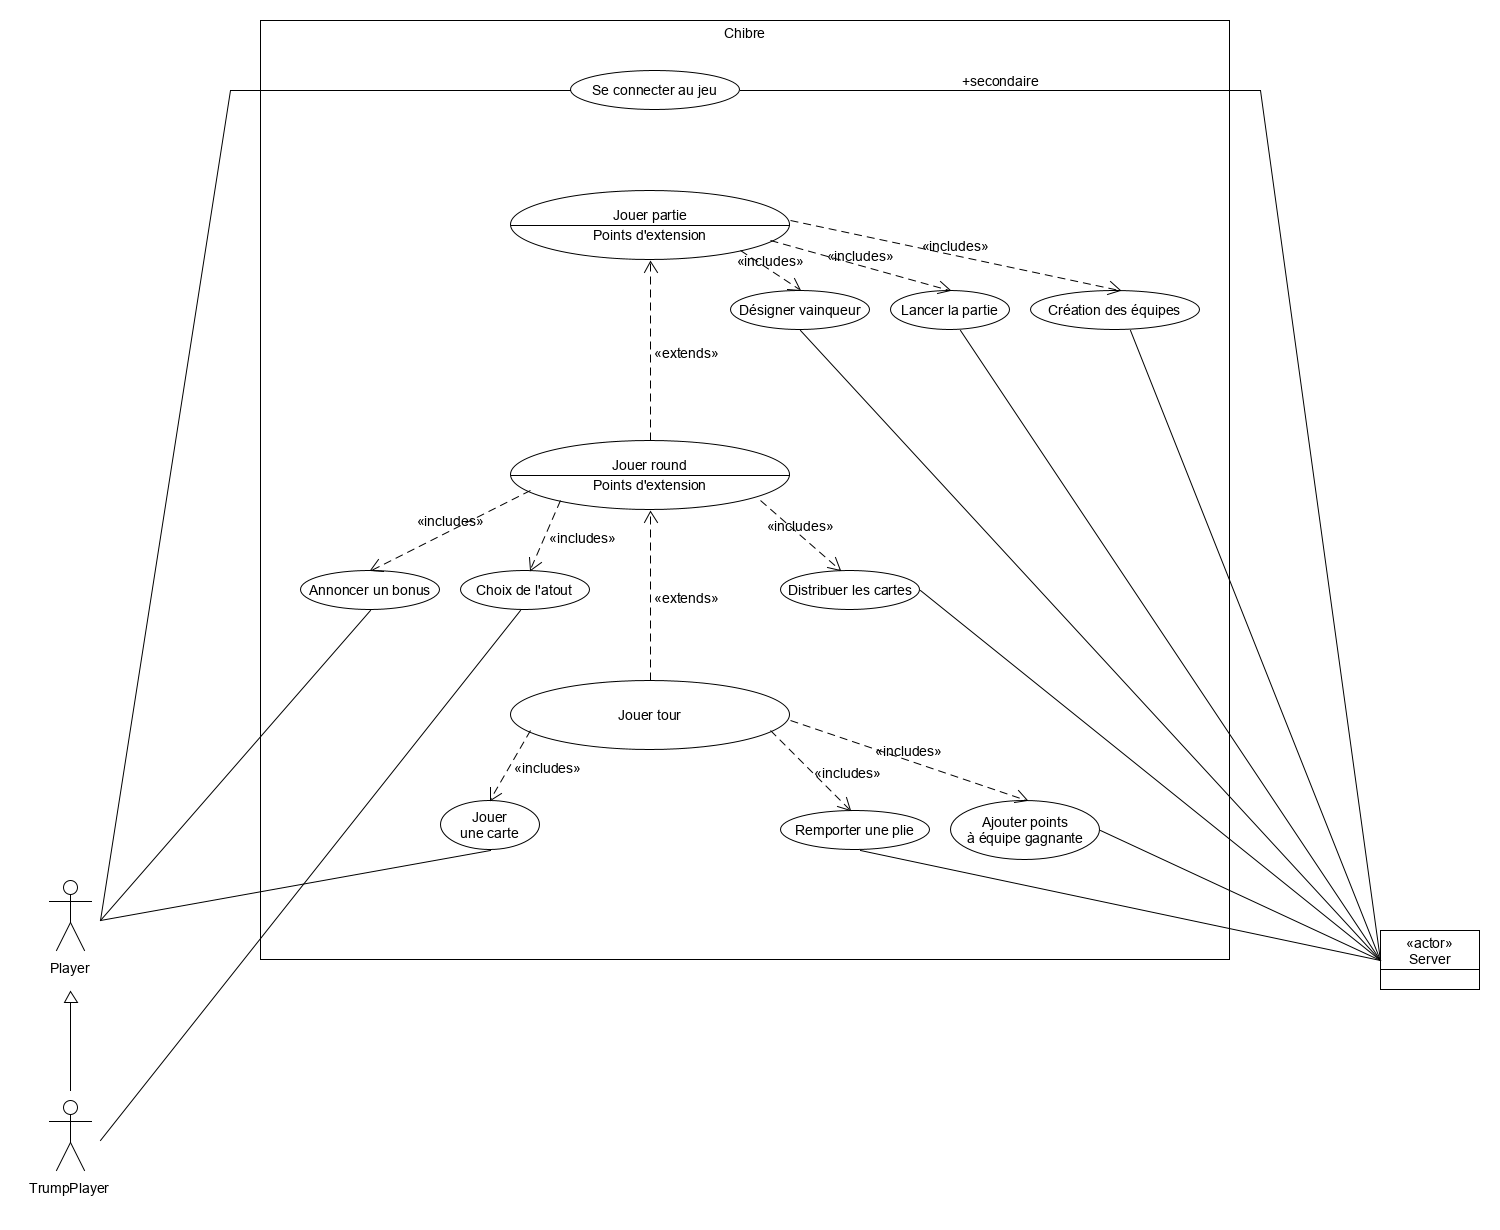 Chibre
Se connecter au jeu
+secondaire
Jouer partie
Points d'extension
«includes»
«includes»
«includes»
Désigner vainqueur
Lancer la partie
Création des équipes
«extends»
Jouer round
Points d'extension
«includes»
«includes»
«includes»
Annoncer un bonus
Choix de l'atout
Distribuer les cartes
«extends»
Jouer tour
«includes»
«includes»
«includes»
Jouer
une carte
Remporter une plie
Ajouter points
à équipe gagnante
Player
«actor»
Server
TrumpPlayer